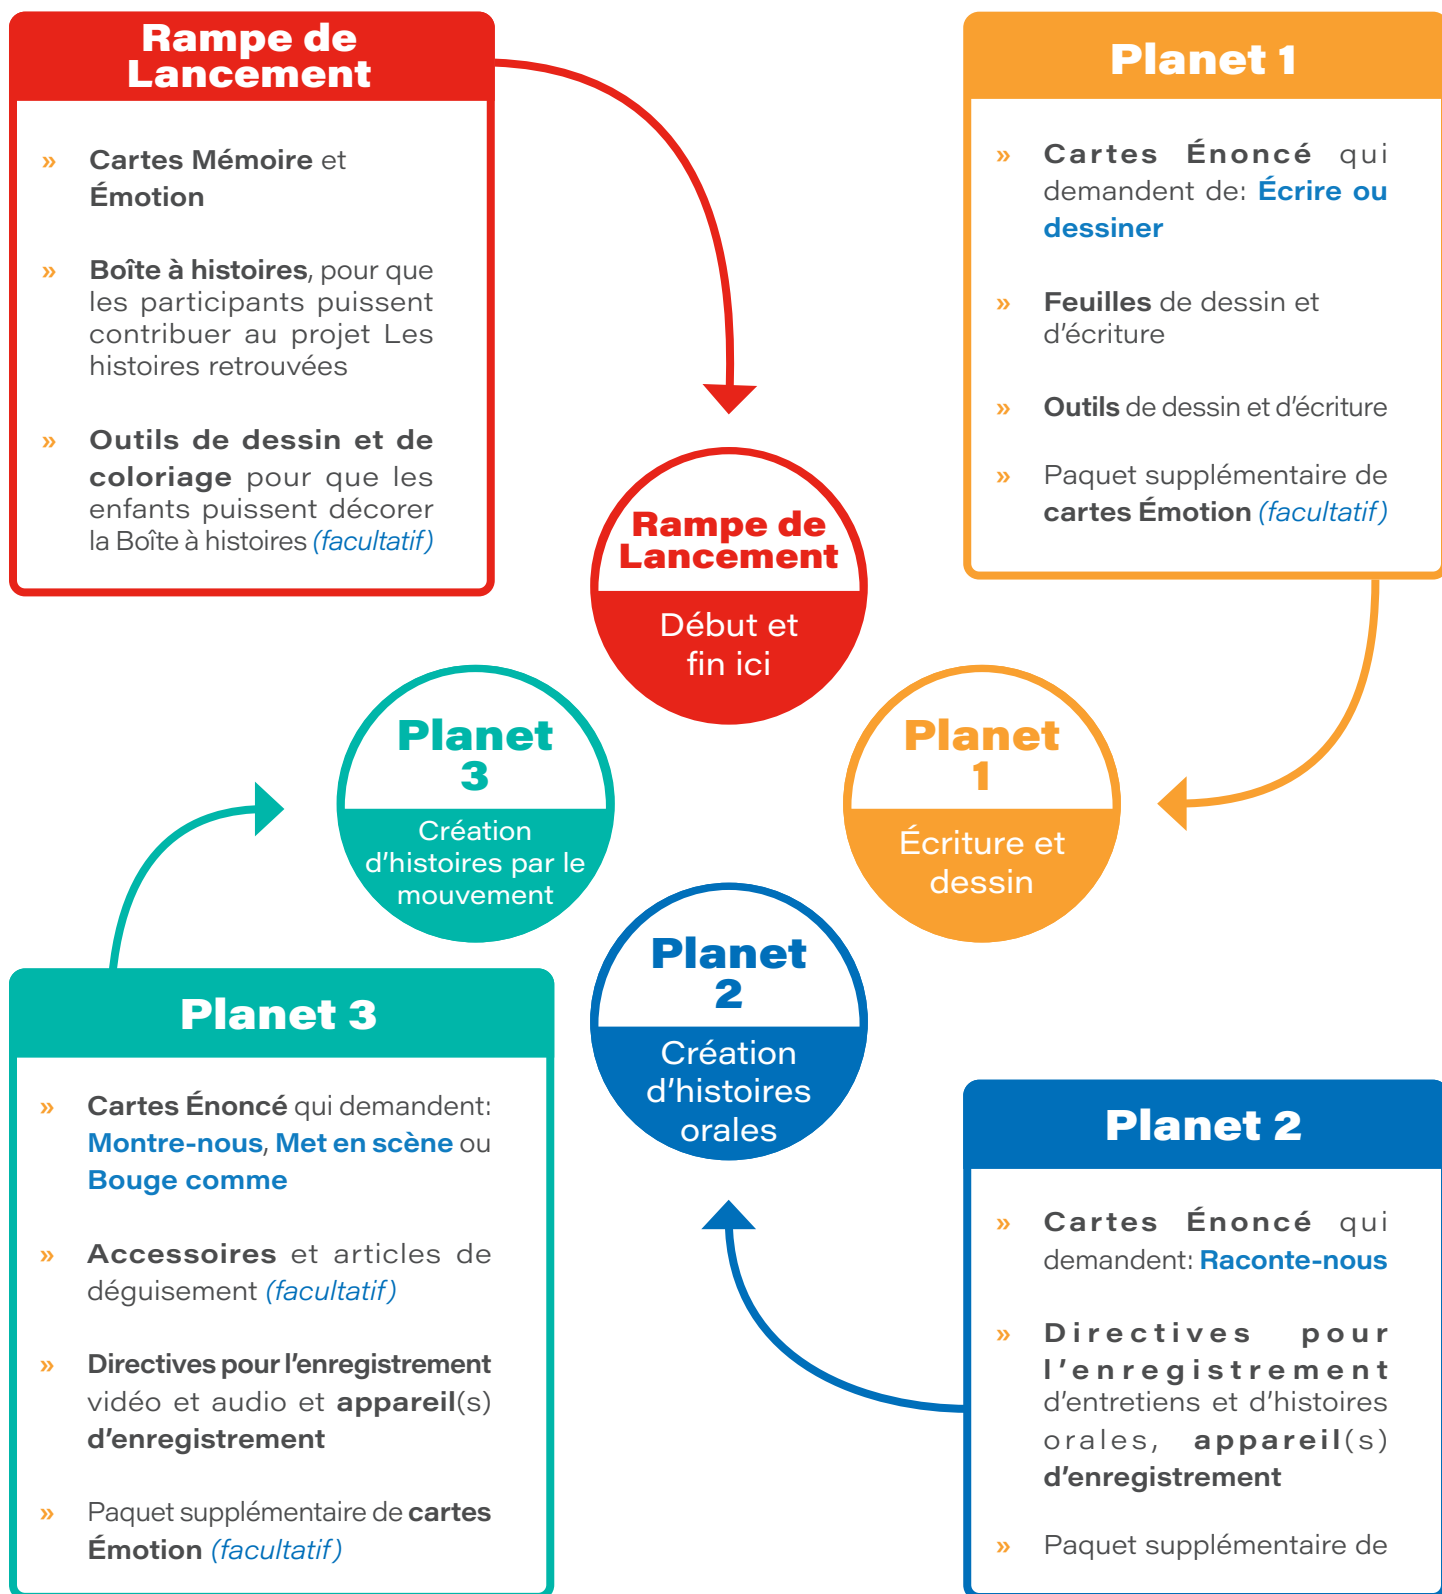 Rampe de
Lancement
» Cartes Mémoire et
Émotion
» Boîte à histoires, pour que
les participants puissent
contribuer au projet Les
histoires retrouvées
» Outils de dessin et de
coloriage pour que les
enfants puissent décorer
la Boîte à histoires (facultatif)
Planet 1
» Cartes Énoncé qui
demandent de: Écrire ou
dessiner
» Feuilles de dessin et
d'écriture
» Outils de dessin et d'écriture
» Paquet supplémentaire de
cartes Émotion (facultatif)
Rampe de
Lancement
Début et
fin ici
Planet
3
Création
d'histoires par le
mouvement
Planet
1
Écriture et
dessin
Planet
2
Création
d'histoires
orales
Planet 3
» Cartes Énoncé qui demandent:
Montre-nous, Met en scène ou
Bouge comme
» Accessoires et articles de
déguisement (facultatif)
» Directives pour l'enregistrement
vidéo et audio et appareil(s)
d'enregistrement
» Paquet supplémentaire de cartes
Émotion (facultatif)
Planet 2
» Cartes Énoncé qui
demandent: Raconte-nous
» Directives pour
l'enregistrement
d'entretiens et d'histoires
orales, appareil(s)
d'enregistrement
» Paquet supplémentaire de